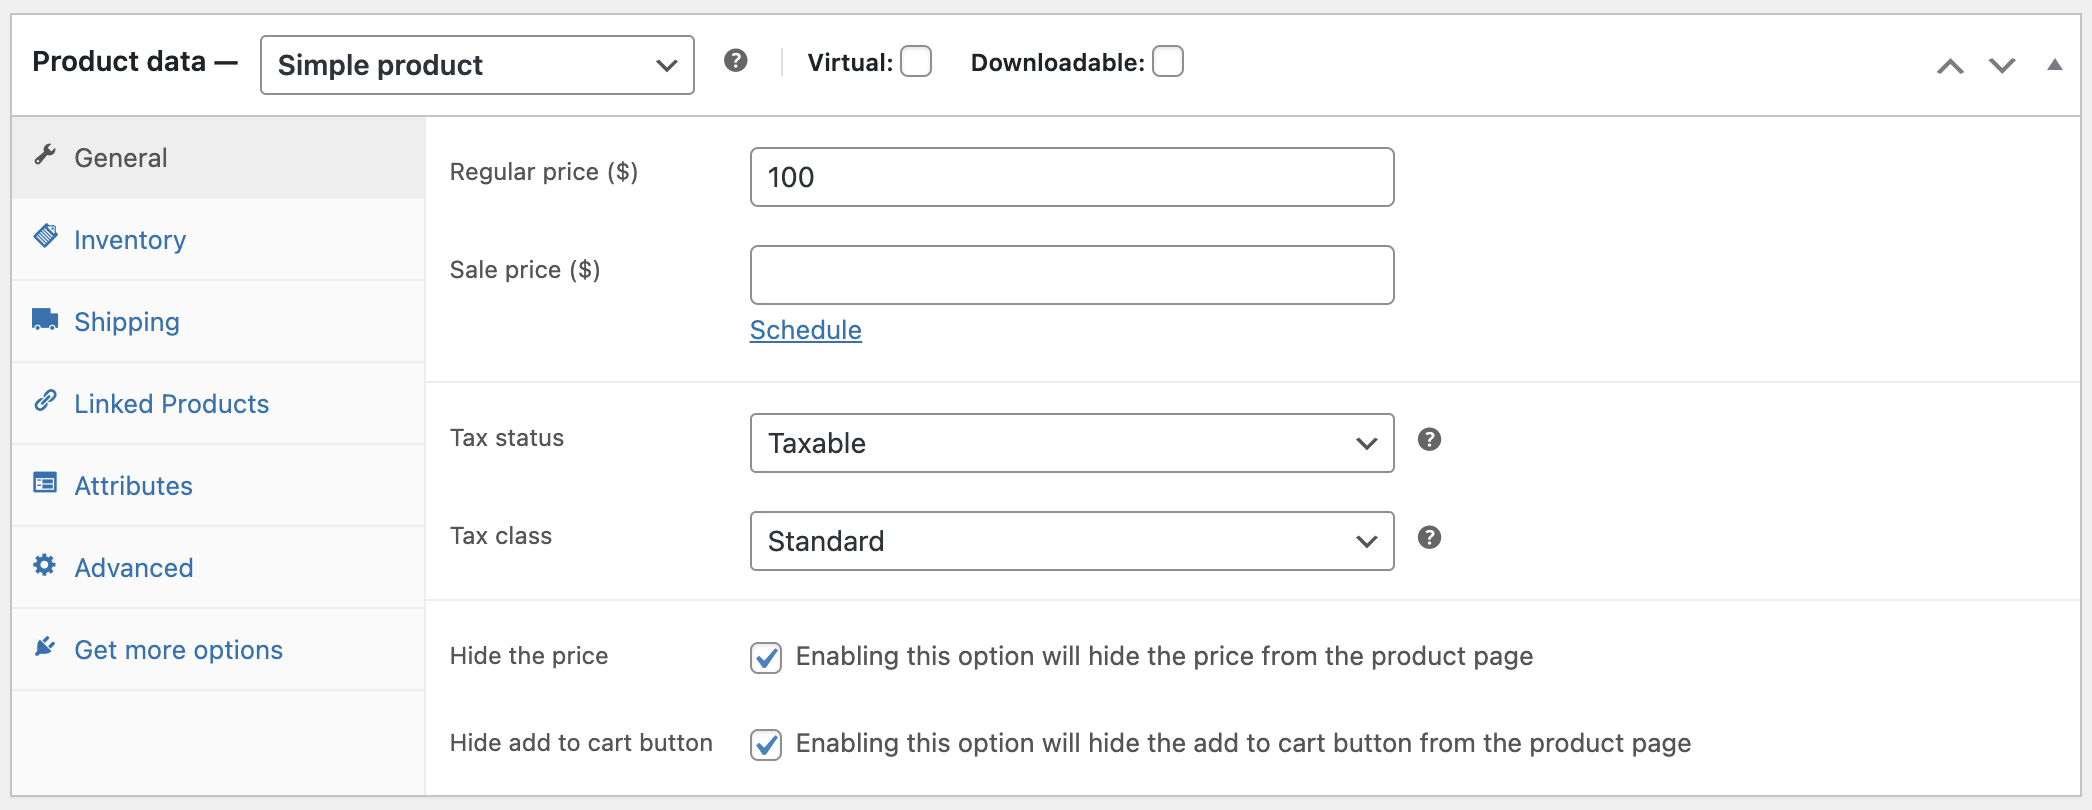 Product data — Simple product Virtual: Downloadable:
General
Inventory
Shipping
Linked Products
Attributes
Advanced
Get more options
Regular price ($) 100
Sale price ($)
Schedule
Tax status Taxable
Tax class Standard
Hide the price Enabling this option will hide the price from the product page
Hide add to cart button Enabling this option will hide the add to cart button from the product page